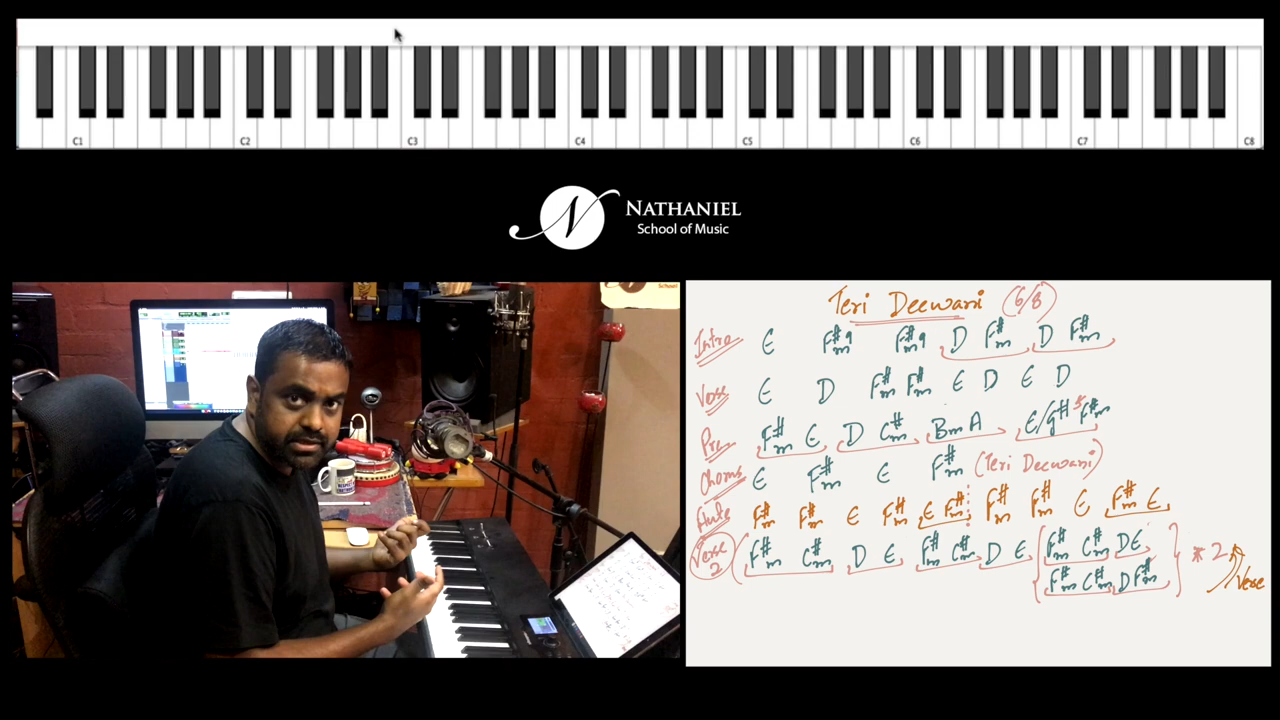 C1 C2 C3 C4 C5 C6 C7 C8
NATHANIEL
School of Music
Teri Deewani (6/8)
Intro E F#m9 F#m9 D F#m D F#m
Verse E D F#m F#m E D E D
Pre F#m E D C#m Bm A E/G# F#m
Chorus E F#m E F#m (Teri Deewani)
Flute F#m F#m E F#m E F#m F#m F#m E F#m E
Verse 2 (F#m C#m D E F#m C#m D E F#m C#m D E
F#m C#m D F#m * 2 Verse